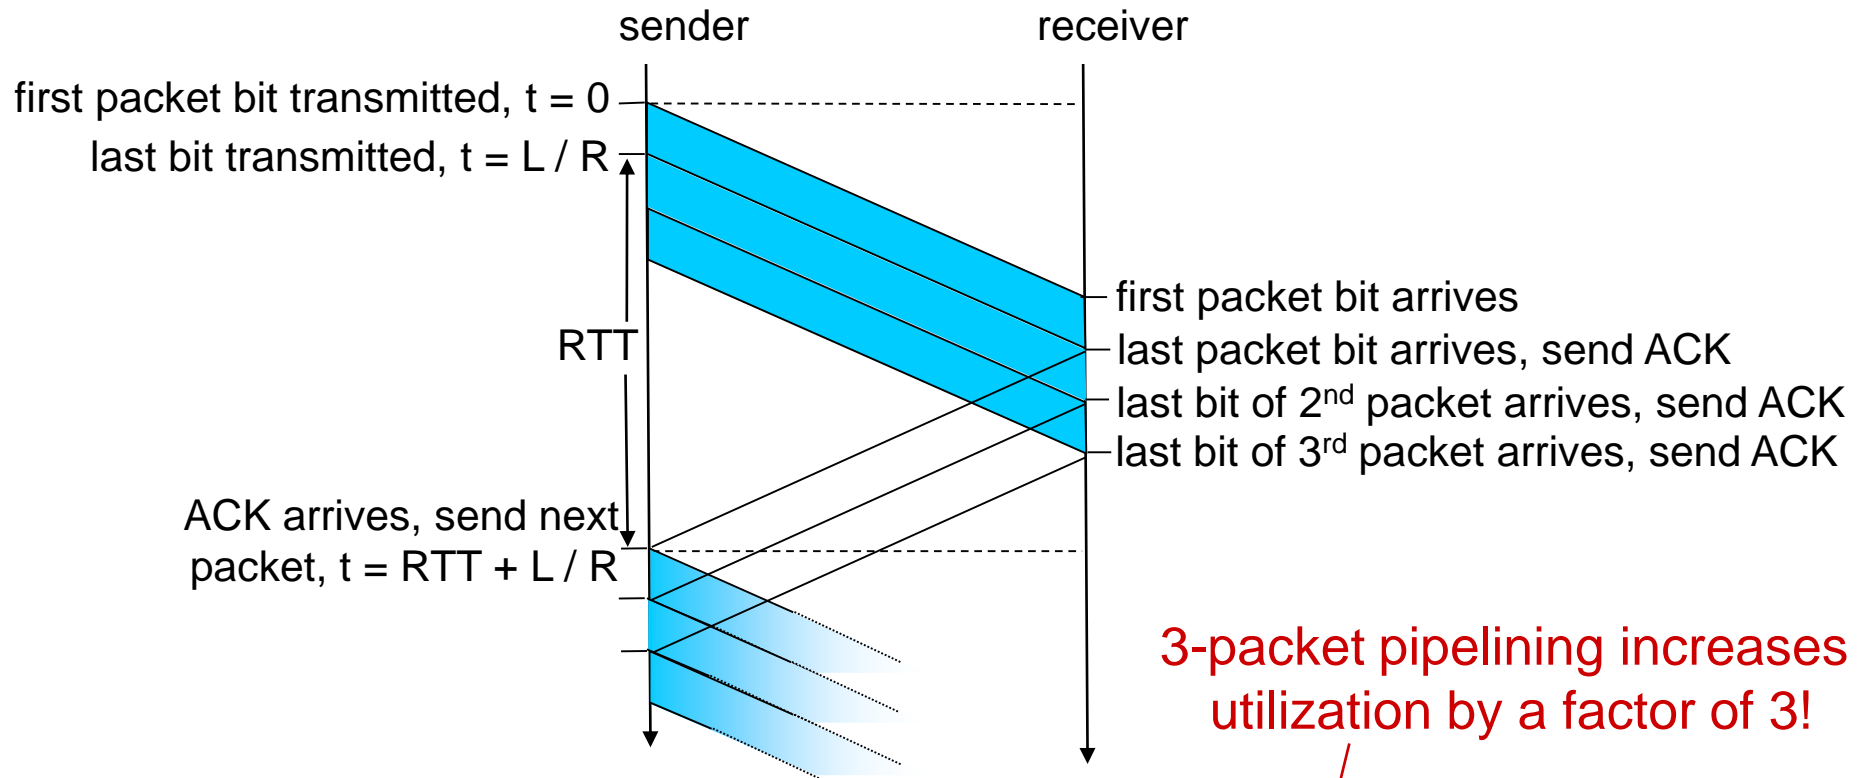 sender
receiver
first packet bit transmitted, t = 0
last bit transmitted, t = L / R
first packet bit arrives
RTT
last packet bit arrives, send ACK
last bit of 2nd packet arrives, send ACK
last bit of 3rd packet arrives, send ACK
ACK arrives, send next
packet, t = RTT + L / R
3-packet pipelining increases
utilization by a factor of 3!